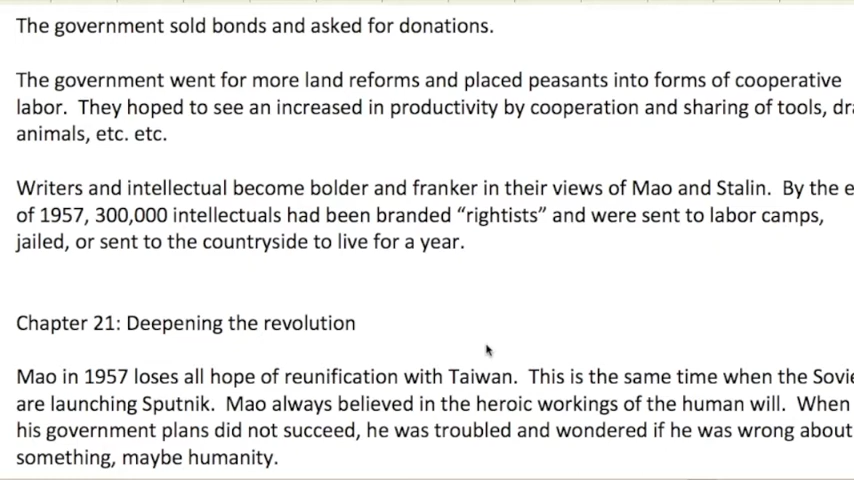 The government sold bonds and asked for donations.
The government went for more land reforms and placed peasants into forms of cooperative
labor. They hoped to see an increased in productivity by cooperation and sharing of tools,
animals, etc. etc.
Writers and intellectual become bolder and franker in their views of Mao and Stalin. By the
of 1957, 300,000 intellectuals had been branded “rightists” and were sent to labor camps,
jailed, or sent to the countryside to live for a year.
Chapter 21: Deepening the revolution
Mao in 1957 loses all hope of reunification with Taiwan. This is the same time when the
are launching Sputnik. Mao always believed in the heroic workings of the human will. When
his government plans did not succeed, he was troubled and wondered if he was wrong about
something, maybe humanity.